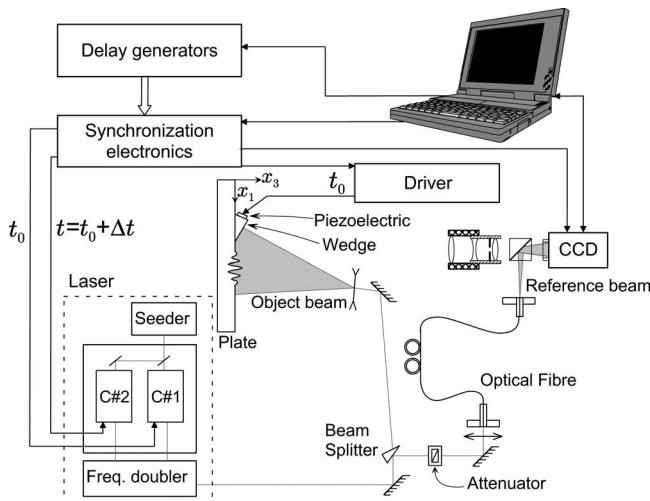 Delay generators
Synchronization
electronics
t₀
t=t₀+Δt
x₃
x₁
t₀
Driver
Piezoelectric
Wedge
CCD
Reference beam
Object beam
Plate
Laser
Seeder
C#2
C#1
Freq. doubler
Optical Fibre
Beam
Splitter
Attenuator